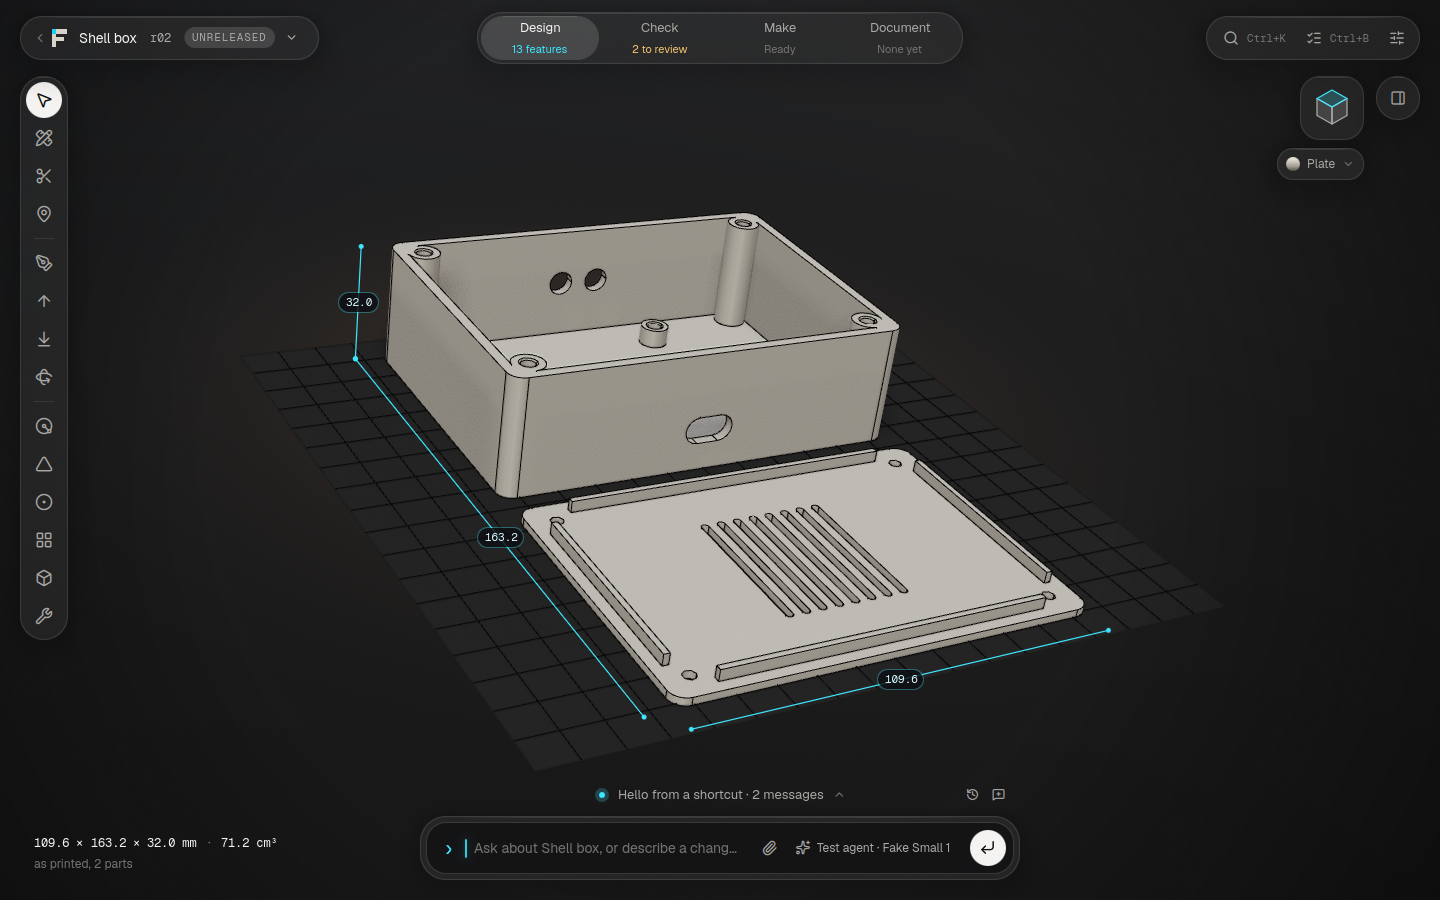 Shell box r02 UNRELEASED
Design
13 features
Check
2 to review
Make
Ready
Document
None yet
Ctrl+K
Ctrl+B
Plate
32.0
163.2
109.6
Hello from a shortcut · 2 messages
Ask about Shell box, or describe a chang...
Test agent · Fake Small 1
109.6 × 163.2 × 32.0 mm · 71.2 cm³
as printed, 2 parts